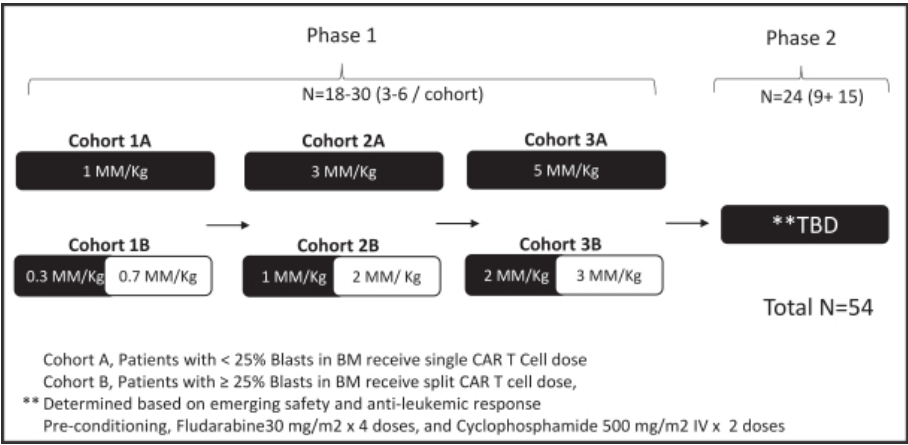 Phase 1
Phase 2
N=18-30 (3-6 / cohort)
N=24 (9+ 15)
Cohort 1A
Cohort 2A
Cohort 3A
1 MM/Kg
3 MM/Kg
5 MM/Kg
**TBD
Cohort 1B
Cohort 2B
Cohort 3B
0.3 MM/Kg
0.7 MM/Kg
1 MM/Kg
2 MM/ Kg
2 MM/Kg
3 MM/Kg
Total N=54
Cohort A, Patients with < 25% Blasts in BM receive single CAR T Cell dose
Cohort B, Patients with ≥ 25% Blasts in BM receive split CAR T cell dose,
** Determined based on emerging safety and anti-leukemic response
Pre-conditioning, Fludarabine30 mg/m2 x 4 doses, and Cyclophosphamide 500 mg/m2 IV x 2 doses